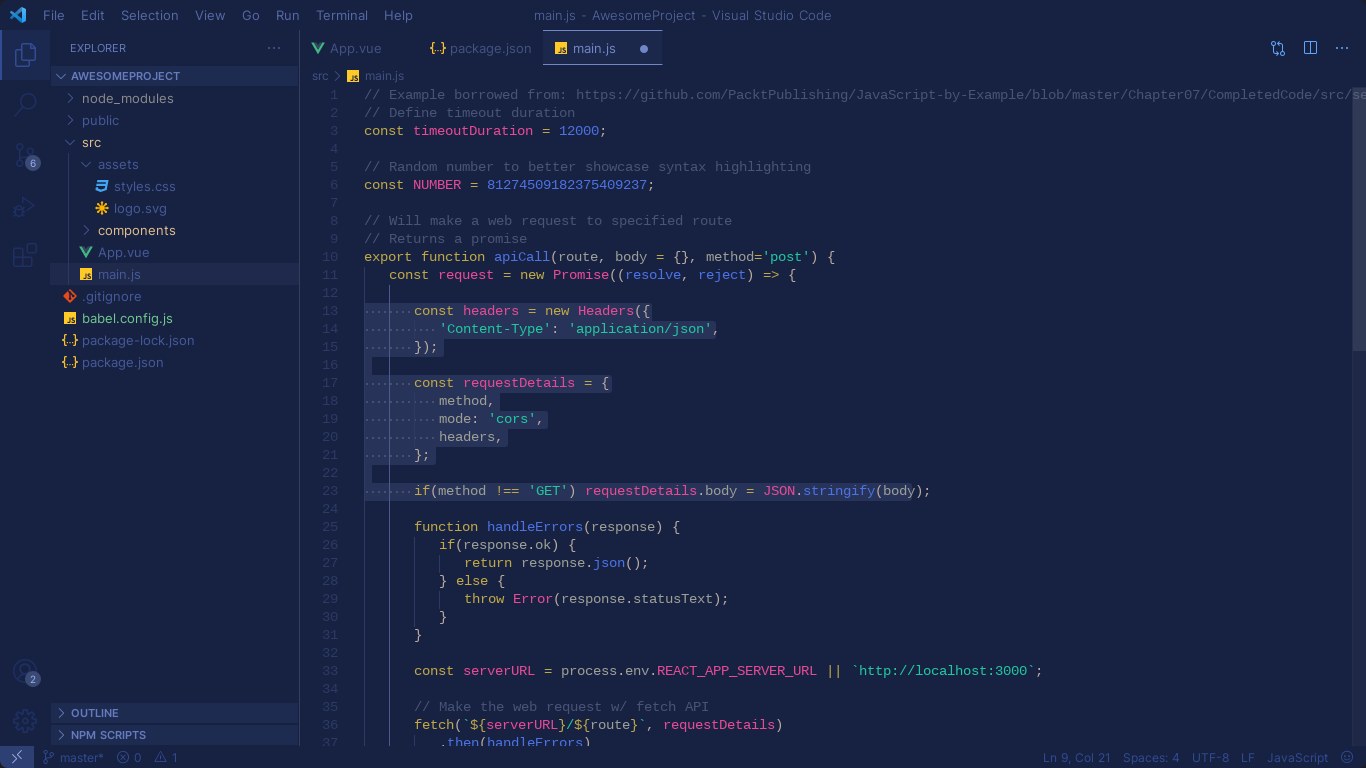 File Edit Selection View Go Run Terminal Help
main.js - AwesomeProject - Visual Studio Code
EXPLORER
App.vue
package.json
main.js
AWESOMEPROJECT
node_modules
public
src
assets
styles.css
logo.svg
components
App.vue
main.js
.gitignore
babel.config.js
package-lock.json
package.json
OUTLINE
NPM SCRIPTS
6
2
src > main.js
1 // Example borrowed from: https://github.com/PacktPublishing/JavaScript-by-Example/blob/master/Chapter07/CompletedCode/src/se
2 // Define timeout duration
3 const timeoutDuration = 12000;
4
5 // Random number to better showcase syntax highlighting
6 const NUMBER = 81274509182375409237;
7
8 // Will make a web request to specified route
9 // Returns a promise
10 export function apiCall(route, body = {}, method='post') {
11 const request = new Promise((resolve, reject) => {
12
13 const headers = new Headers({
14 'Content-Type': 'application/json',
15 });
16
17 const requestDetails = {
18 method,
19 mode: 'cors',
20 headers,
21 };
22
23 if(method !== 'GET') requestDetails.body = JSON.stringify(body);
24
25 function handleErrors(response) {
26 if(response.ok) {
27 return response.json();
28 } else {
29 throw Error(response.statusText);
30 }
31 }
32
33 const serverURL = process.env.REACT_APP_SERVER_URL || `http://localhost:3000`;
34
35 // Make the web request w/ fetch API
36 fetch(`${serverURL}/${route}`, requestDetails)
37 .then(handleErrors)
master* 0 1
Ln 9, Col 21 Spaces: 4 UTF-8 LF JavaScript